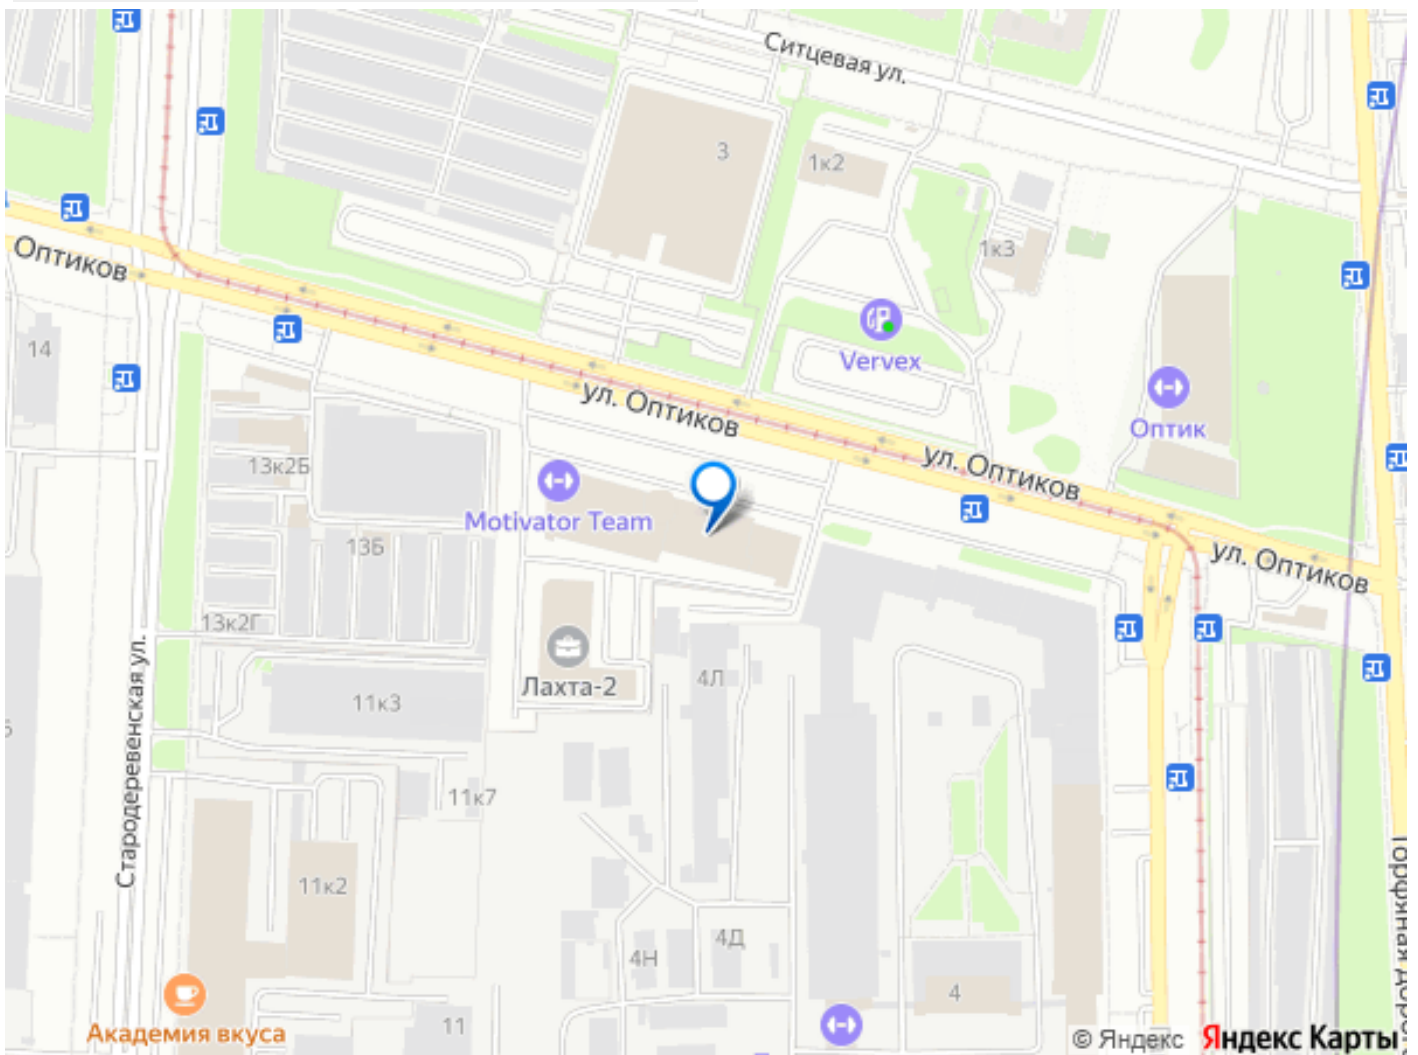 Ситцевая ул.
3
1к2
1к3
Оптиков
14
Vervex
Оптик
ул. Оптиков
ул. Оптиков
13к2Б
Motivator Team
13Б
ул. Оптиков
13к2Г
Лахта-2
4Л
11к3
Стародеревенская ул.
11к7
11к2
4Д
4Н
4
11
Академия вкуса
© Яндекс
Яндекс Карты